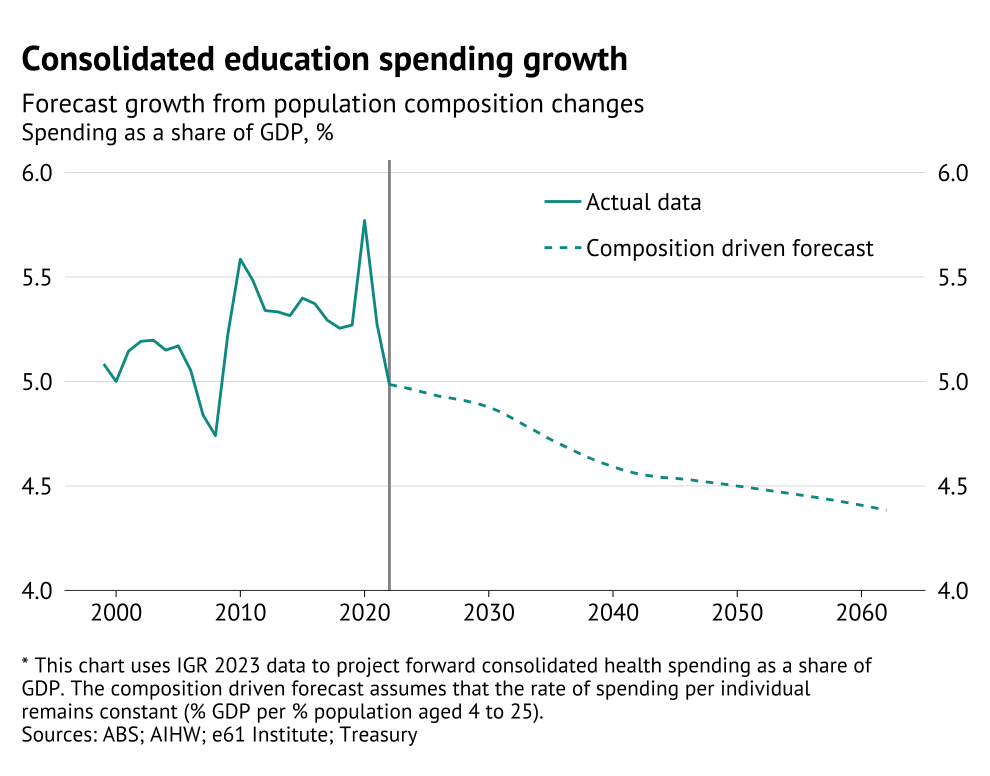 Consolidated education spending growth
Forecast growth from population composition changes
Spending as a share of GDP, %
6.0 6.0
Actual data
Composition driven forecast
5.5 5.5
5.0 5.0
4.5 4.5
4.0 4.0
2000 2010 2020 2030 2040 2050 2060
* This chart uses IGR 2023 data to project forward consolidated health spending as a share of
GDP. The composition driven forecast assumes that the rate of spending per individual
remains constant (% GDP per % population aged 4 to 25).
Sources: ABS; AIHW; e61 Institute; Treasury